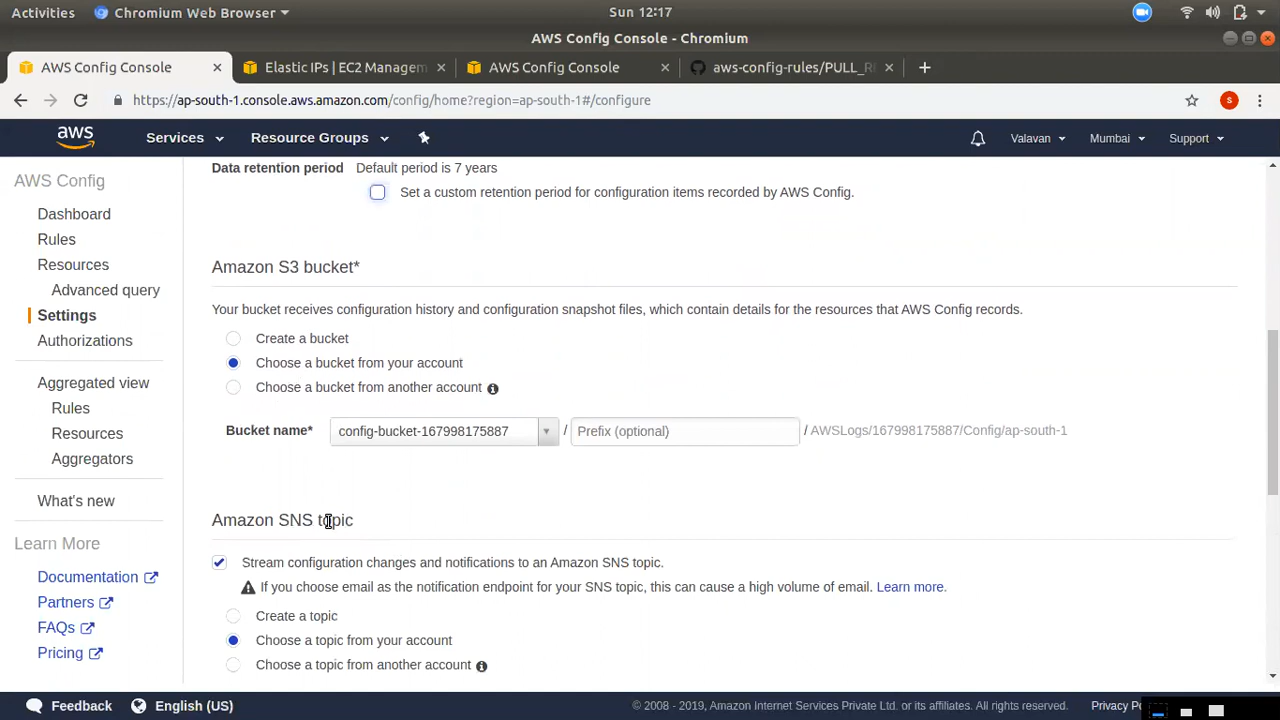 Activities Chromium Web Browser Sun 12:17
AWS Config Console - Chromium
AWS Config Console Elastic IPs | EC2 Managem AWS Config Console aws-config-rules/PULL_RE
https://ap-south-1.console.aws.amazon.com/config/home?region=ap-south-1#/configure S
aws Services Resource Groups Valavan Mumbai Support
AWS Config
Dashboard
Rules
Resources
Advanced query
Settings
Authorizations
Aggregated view
Rules
Resources
Aggregators
What's new
Learn More
Documentation
Partners
FAQs
Pricing
Data retention period Default period is 7 years
Set a custom retention period for configuration items recorded by AWS Config.
Amazon S3 bucket*
Your bucket receives configuration history and configuration snapshot files, which contain details for the resources that AWS Config records.
Create a bucket
Choose a bucket from your account
Choose a bucket from another account
Bucket name* config-bucket-167998175887 / Prefix (optional) / AWSLogs/167998175887/Config/ap-south-1
Amazon SNS topic
Stream configuration changes and notifications to an Amazon SNS topic.
If you choose email as the notification endpoint for your SNS topic, this can cause a high volume of email. Learn more.
Create a topic
Choose a topic from your account
Choose a topic from another account
Feedback English (US) © 2008 - 2019, Amazon Internet Services Private Ltd. or its affiliates. All rights reserved. Privacy Po